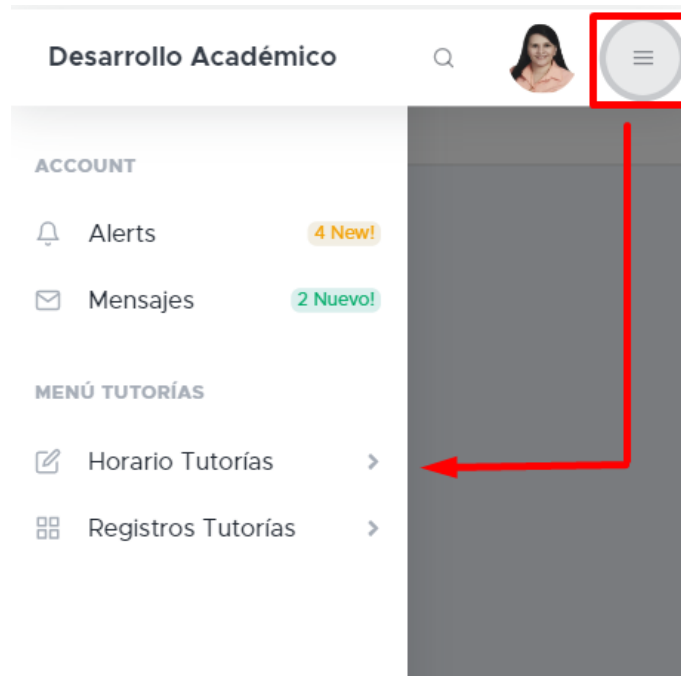 Desarrollo Académico
ACCOUNT
Alerts 4 New!
Mensajes 2 Nuevo!
MENÚ TUTORÍAS
Horario Tutorías
Registros Tutorías